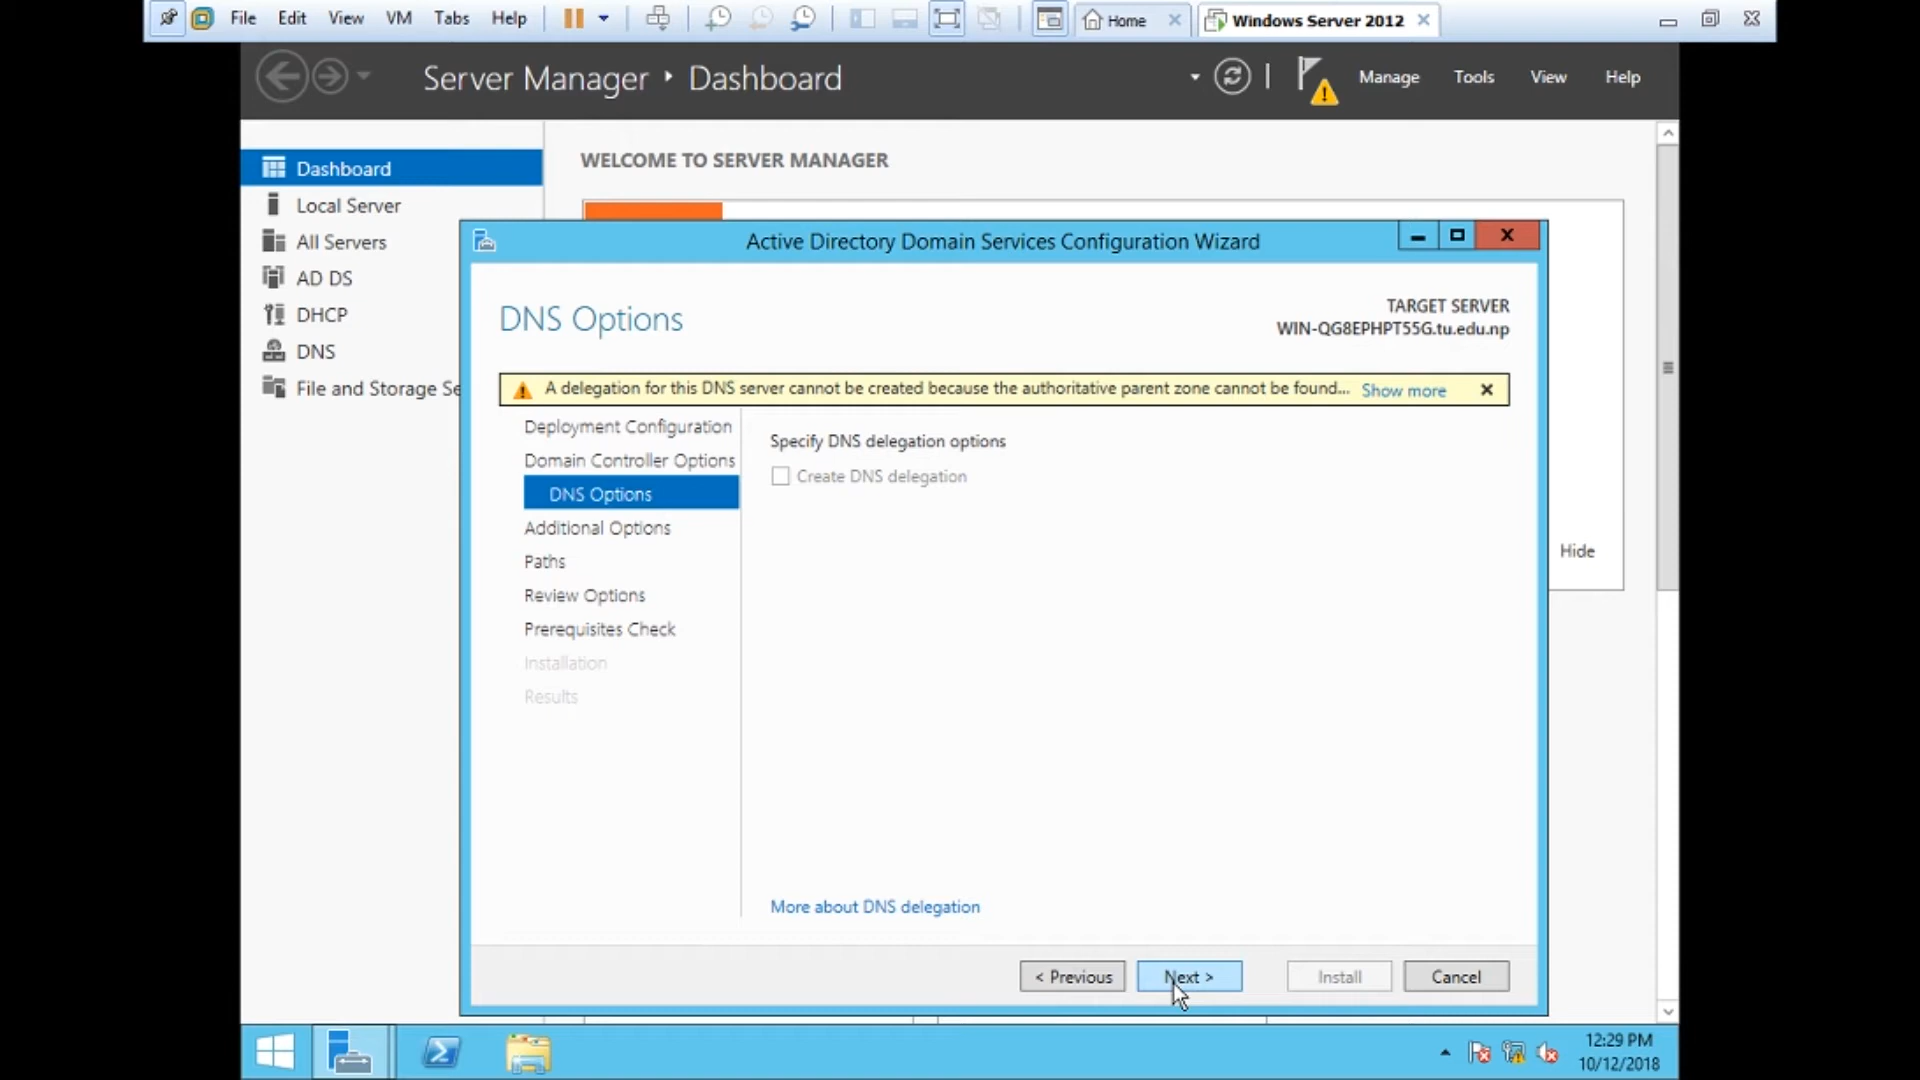 File Edit View VM Tabs Help
Home
Windows Server 2012
Server Manager
Dashboard
Manage Tools View Help
Dashboard
Local Server
All Servers
AD DS
DHCP
DNS
File and Storage Se
WELCOME TO SERVER MANAGER
Hide
Active Directory Domain Services Configuration Wizard
DNS Options
TARGET SERVER
WIN-QG8EPHPT55G.tu.edu.np
A delegation for this DNS server cannot be created because the authoritative parent zone cannot be found... Show more
Deployment Configuration
Domain Controller Options
DNS Options
Additional Options
Paths
Review Options
Prerequisites Check
Installation
Results
Specify DNS delegation options
Create DNS delegation
More about DNS delegation
< Previous
Next >
Install
Cancel
12:29 PM
10/12/2018